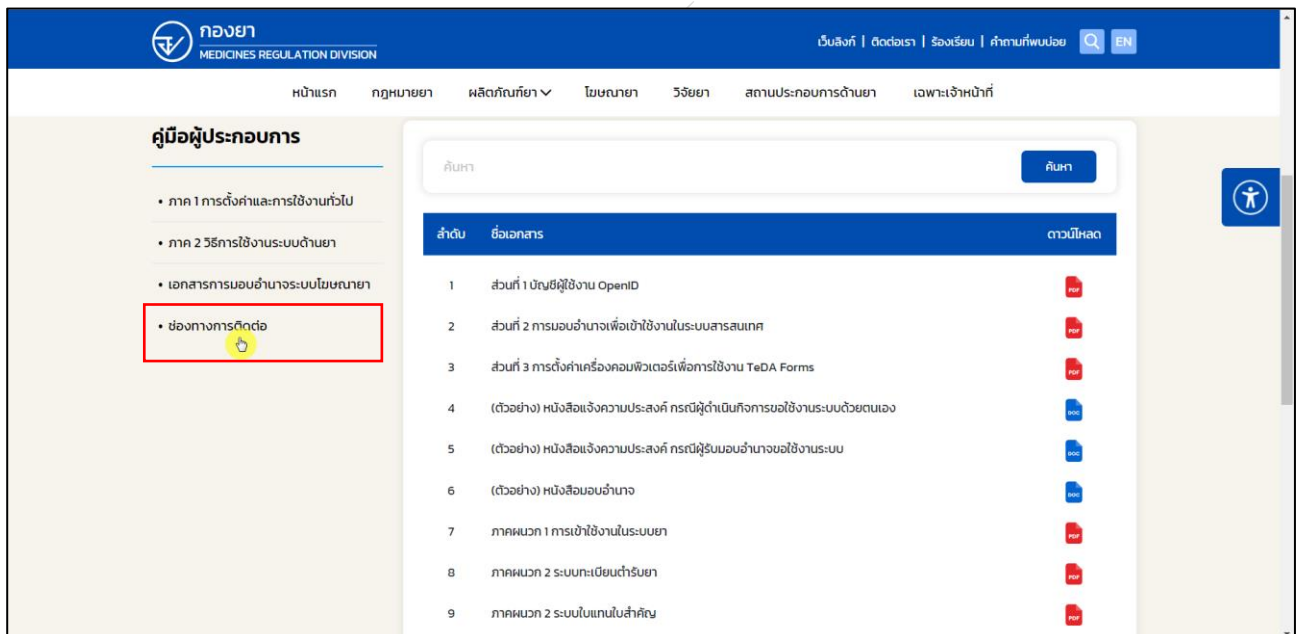 กองยา
MEDICINES REGULATION DIVISION
เว็บลิงก์ | ติดต่อเรา | ร้องเรียน | คำถามที่พบบ่อย EN
หน้าแรก กฎหมายยา ผลิตภัณฑ์ยา โฆษณายา วิจัยยา สถานประกอบการด้านยา เฉพาะเจ้าหน้าที่
คู่มือผู้ประกอบการ
• ภาค 1 การตั้งค่าและการใช้งานทั่วไป
• ภาค 2 วิธีการใช้งานระบบด้านยา
• เอกสารการมอบอำนาจระบบโฆษณายา
• ช่องทางการติดต่อ
ค้นหา ค้นหา
ลำดับ ชื่อเอกสาร ดาวน์โหลด
1 ส่วนที่ 1 บัญชีผู้ใช้งาน OpenID PDF
2 ส่วนที่ 2 การมอบอำนาจเพื่อเข้าใช้งานในระบบสารสนเทศ PDF
3 ส่วนที่ 3 การตั้งค่าเครื่องคอมพิวเตอร์เพื่อการใช้งาน TeDA Forms PDF
4 (ตัวอย่าง) หนังสือแจ้งความประสงค์ กรณีผู้ดำเนินกิจการขอใช้งานระบบด้วยตนเอง DOC
5 (ตัวอย่าง) หนังสือแจ้งความประสงค์ กรณีผู้รับมอบอำนาจขอใช้งานระบบ DOC
6 (ตัวอย่าง) หนังสือมอบอำนาจ DOC
7 ภาคผนวก 1 การเข้าใช้งานในระบบยา PDF
8 ภาคผนวก 2 ระบบทะเบียนตำรับยา PDF
9 ภาคผนวก 2 ระบบใบแทนใบสำคัญ PDF